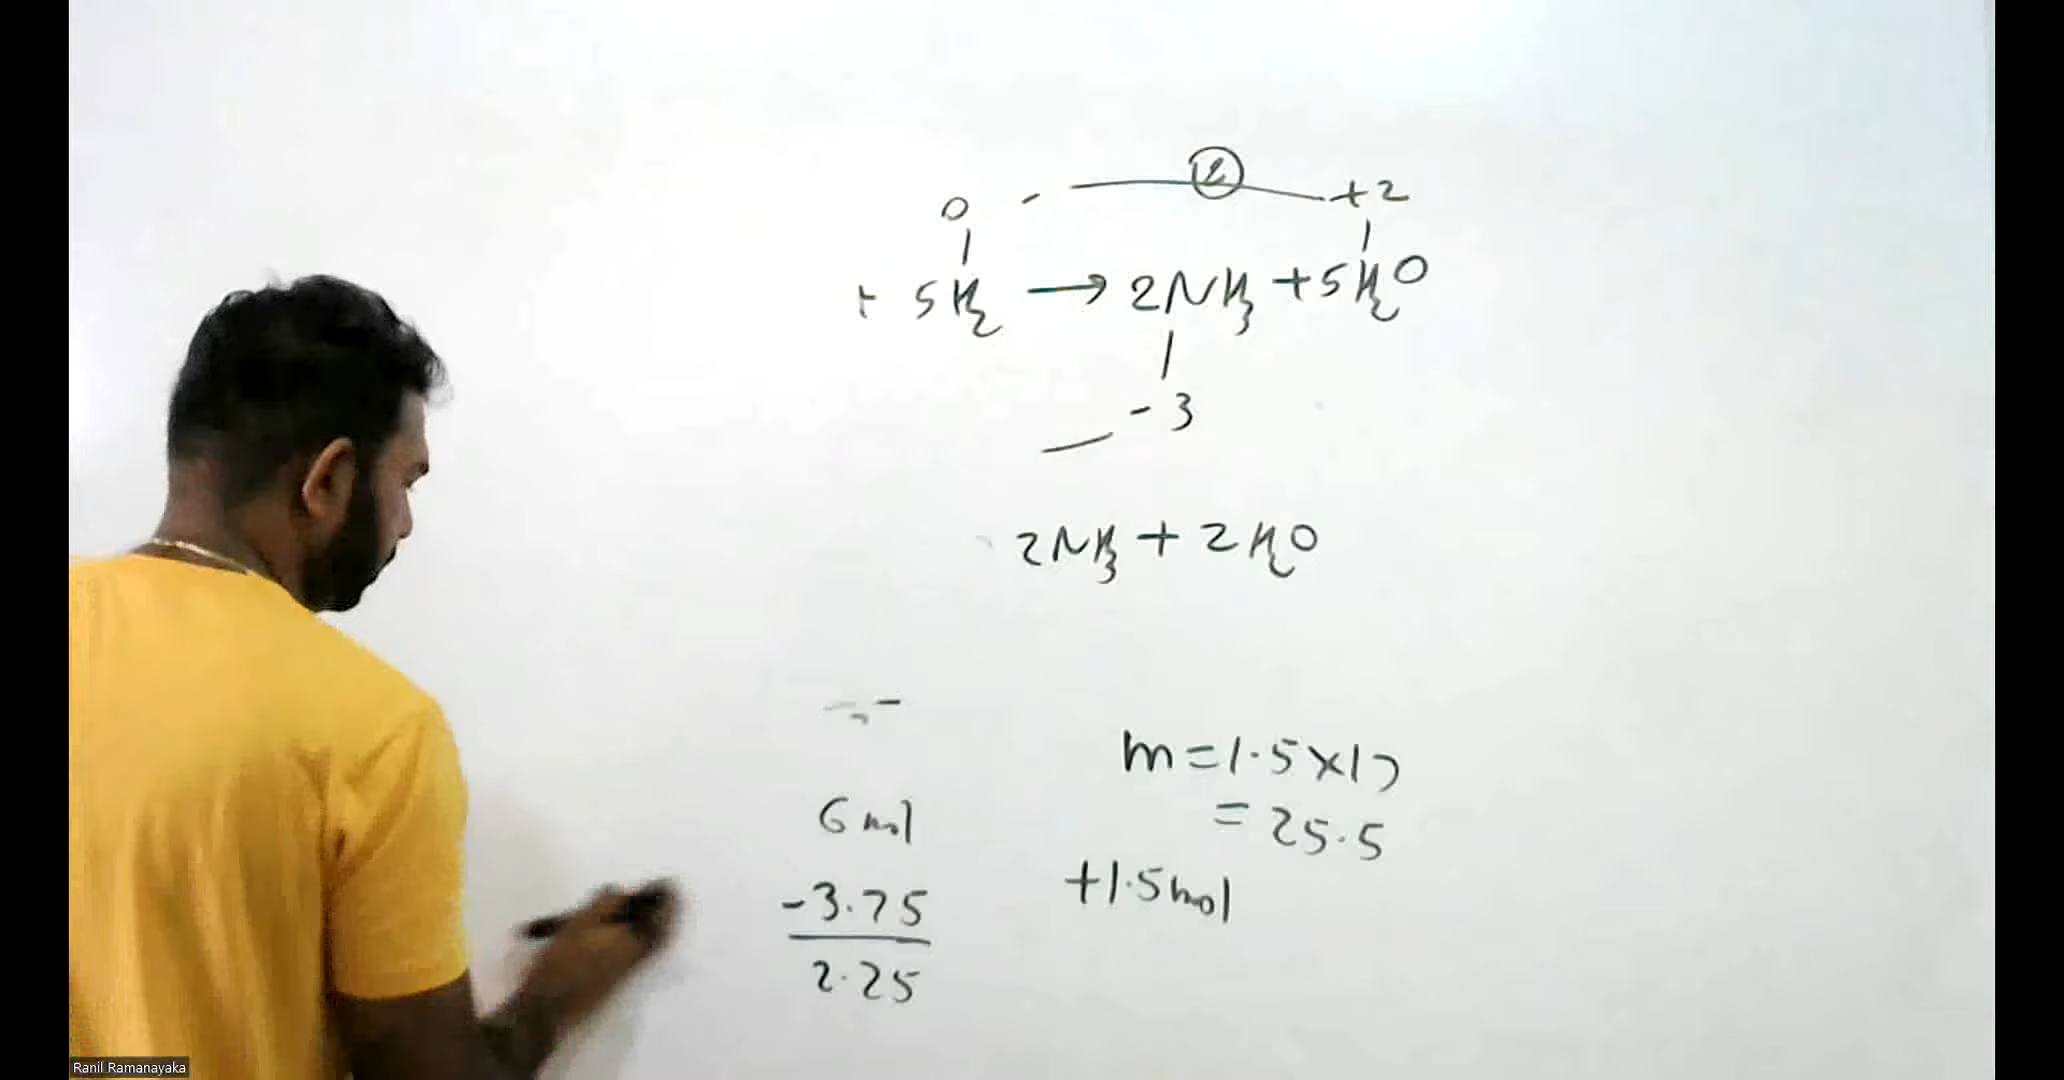 0 - +2
+ 5H2 → 2NH3 + 5H2O
- 3
2NH3 + 2H2O
m = 1.5 × 17
= 25.5
6 mol
+1.5 mol
- 3.75
2.25
Ranil Ramanayaka